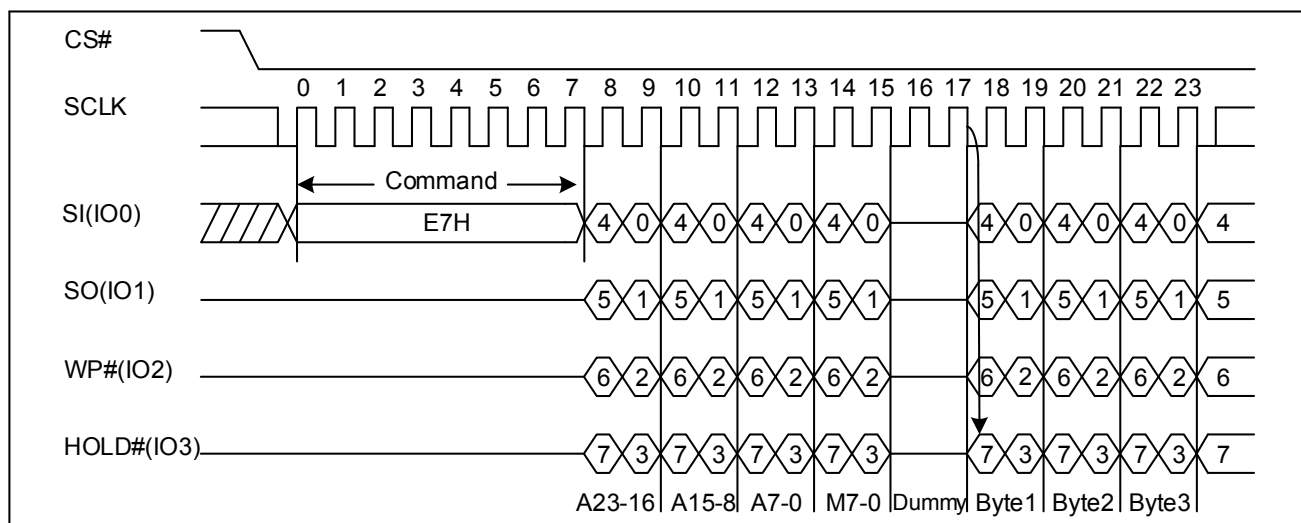 CS#
0 1 2 3 4 5 6 7 8 9 10 11 12 13 14 15 16 17 18 19 20 21 22 23
SCLK
Command
SI(IO0) E7H 4 0 4 0 4 0 4 0 4 0 4 0 4 0 4
SO(IO1) 5 1 5 1 5 1 5 1 5 1 5 1 5 1 5
WP#(IO2) 6 2 6 2 6 2 6 2 6 2 6 2 6 2 6
HOLD#(IO3) 7 3 7 3 7 3 7 3 7 3 7 3 7 3 7
A23-16 A15-8 A7-0 M7-0 Dummy Byte1 Byte2 Byte3